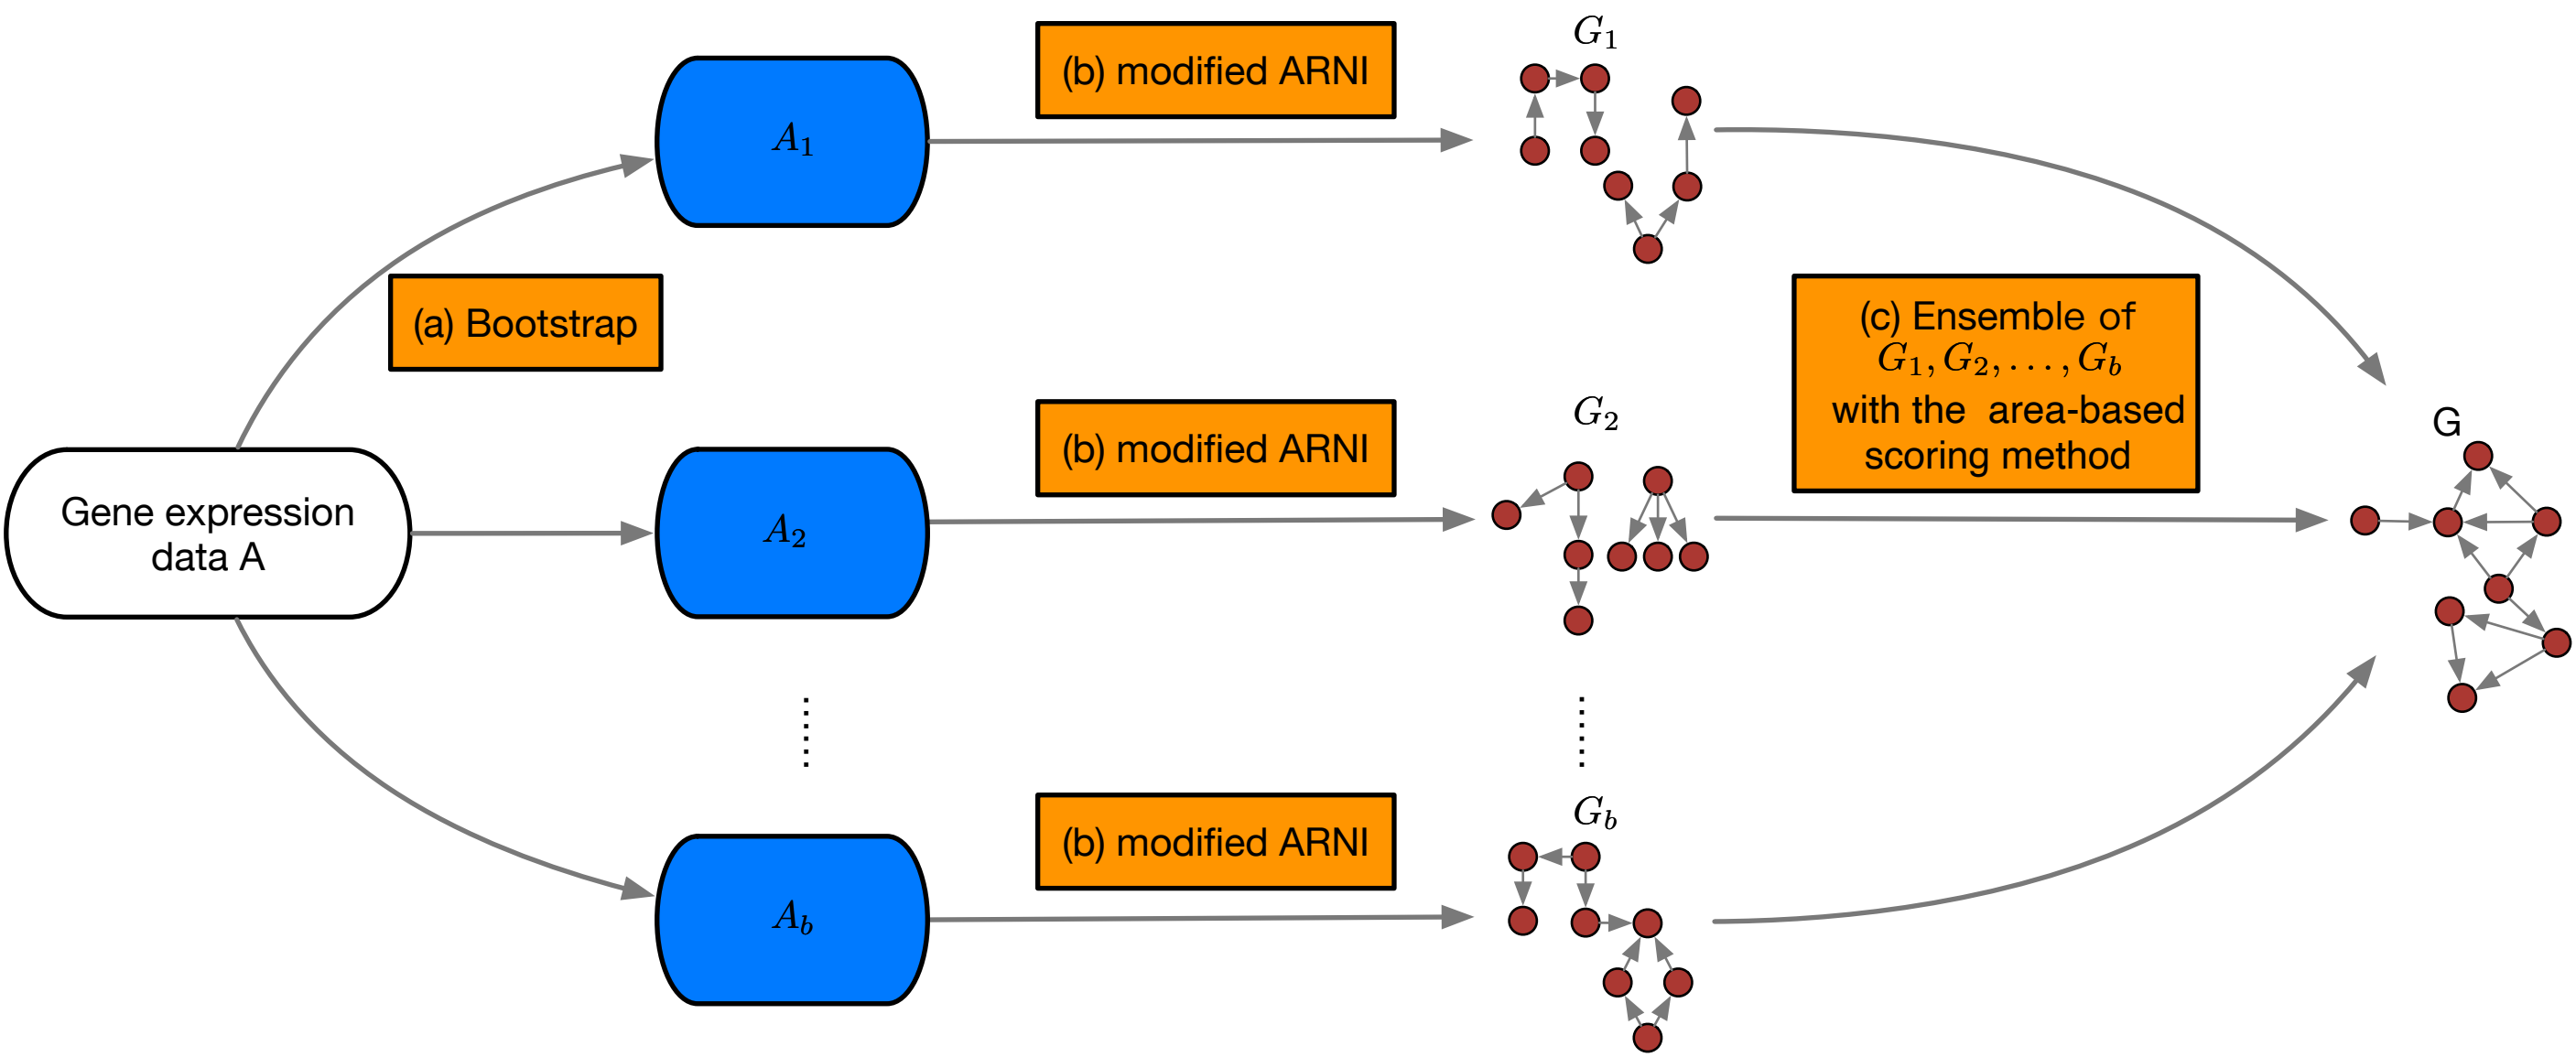 G₁
(b) modified ARNI
A₁
(a) Bootstrap
(c) Ensemble of
G₁, G₂, . . . , G_b
with the area-based
scoring method
(b) modified ARNI
G₂
G
Gene expression
data A
A₂
(b) modified ARNI
G_b
A_b